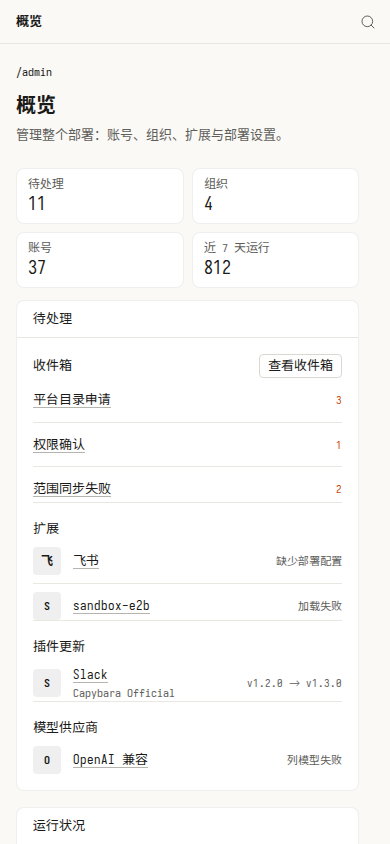 概览
/admin
概览
管理整个部署：账号、组织、扩展与部署设置。
待处理
11
组织
4
账号
37
近 7 天运行
812
待处理
收件箱
查看收件箱
平台目录申请
3
权限确认
1
范围同步失败
2
扩展
飞
飞书
缺少部署配置
S
sandbox-e2b
加载失败
插件更新
S
Slack
Capybara Official
v1.2.0 → v1.3.0
模型供应商
O
OpenAI 兼容
列模型失败
运行状况